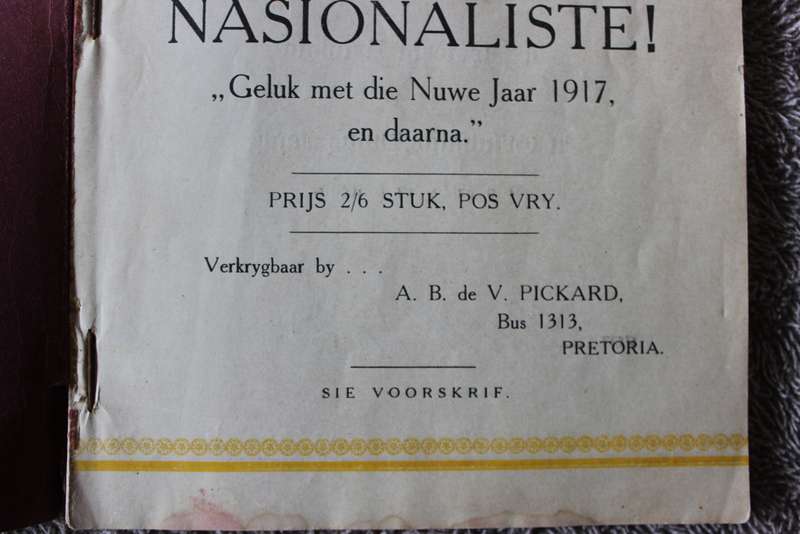 NASIONALISTE!
„Geluk met die Nuwe Jaar 1917,
en daarna.”
PRIJS 2/6 STUK, POS VRY.
Verkrygbaar by . . .
A. B. de V. PICKARD,
Bus 1313,
PRETORIA.
SIE VOORSKRIF.